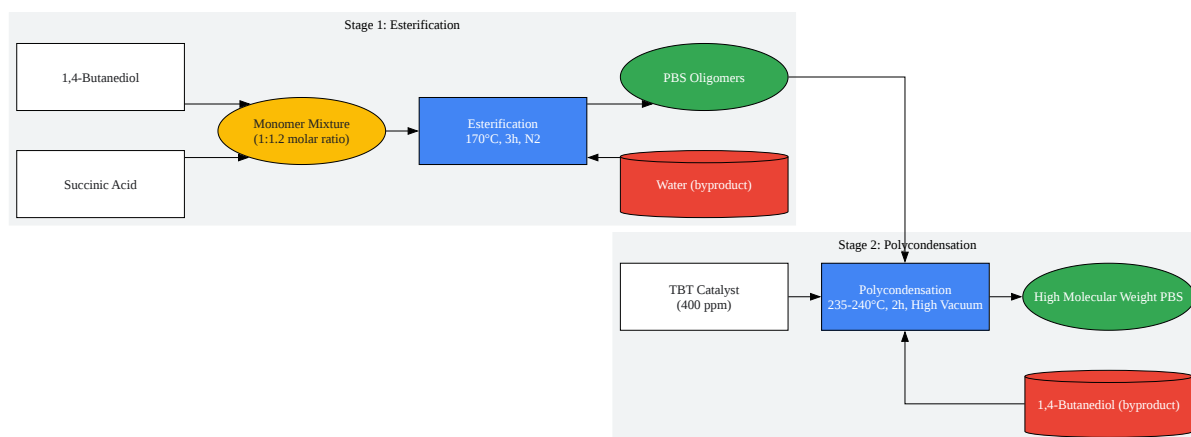 Stage 1: Esterification
1,4-Butanediol
PBS Oligomers
Monomer Mixture
(1:1.2 molar ratio)
Esterification
170°C, 3h, N2
Succinic Acid
Water (byproduct)
Stage 2: Polycondensation
TBT Catalyst
(400 ppm)
Polycondensation
235-240°C, 2h, High Vacuum
High Molecular Weight PBS
1,4-Butanediol (byproduct)